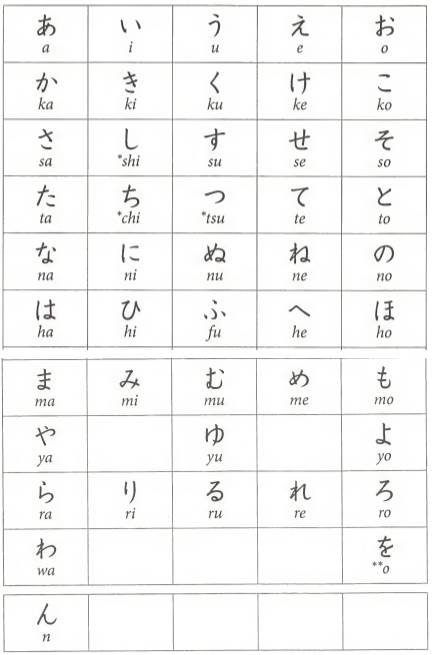 あ い う え お
a i u e o
か き く け こ
ka ki ku ke ko
さ し す せ そ
sa *shi su se so
た ち つ て と
ta *chi *tsu te to
な に ぬ ね の
na ni nu ne no
は ひ ふ へ ほ
ha hi fu he ho
ま み む め も
ma mi mu me mo
や ゆ よ
ya yu yo
ら り る れ ろ
ra ri ru re ro
わ を
wa **o
ん
n